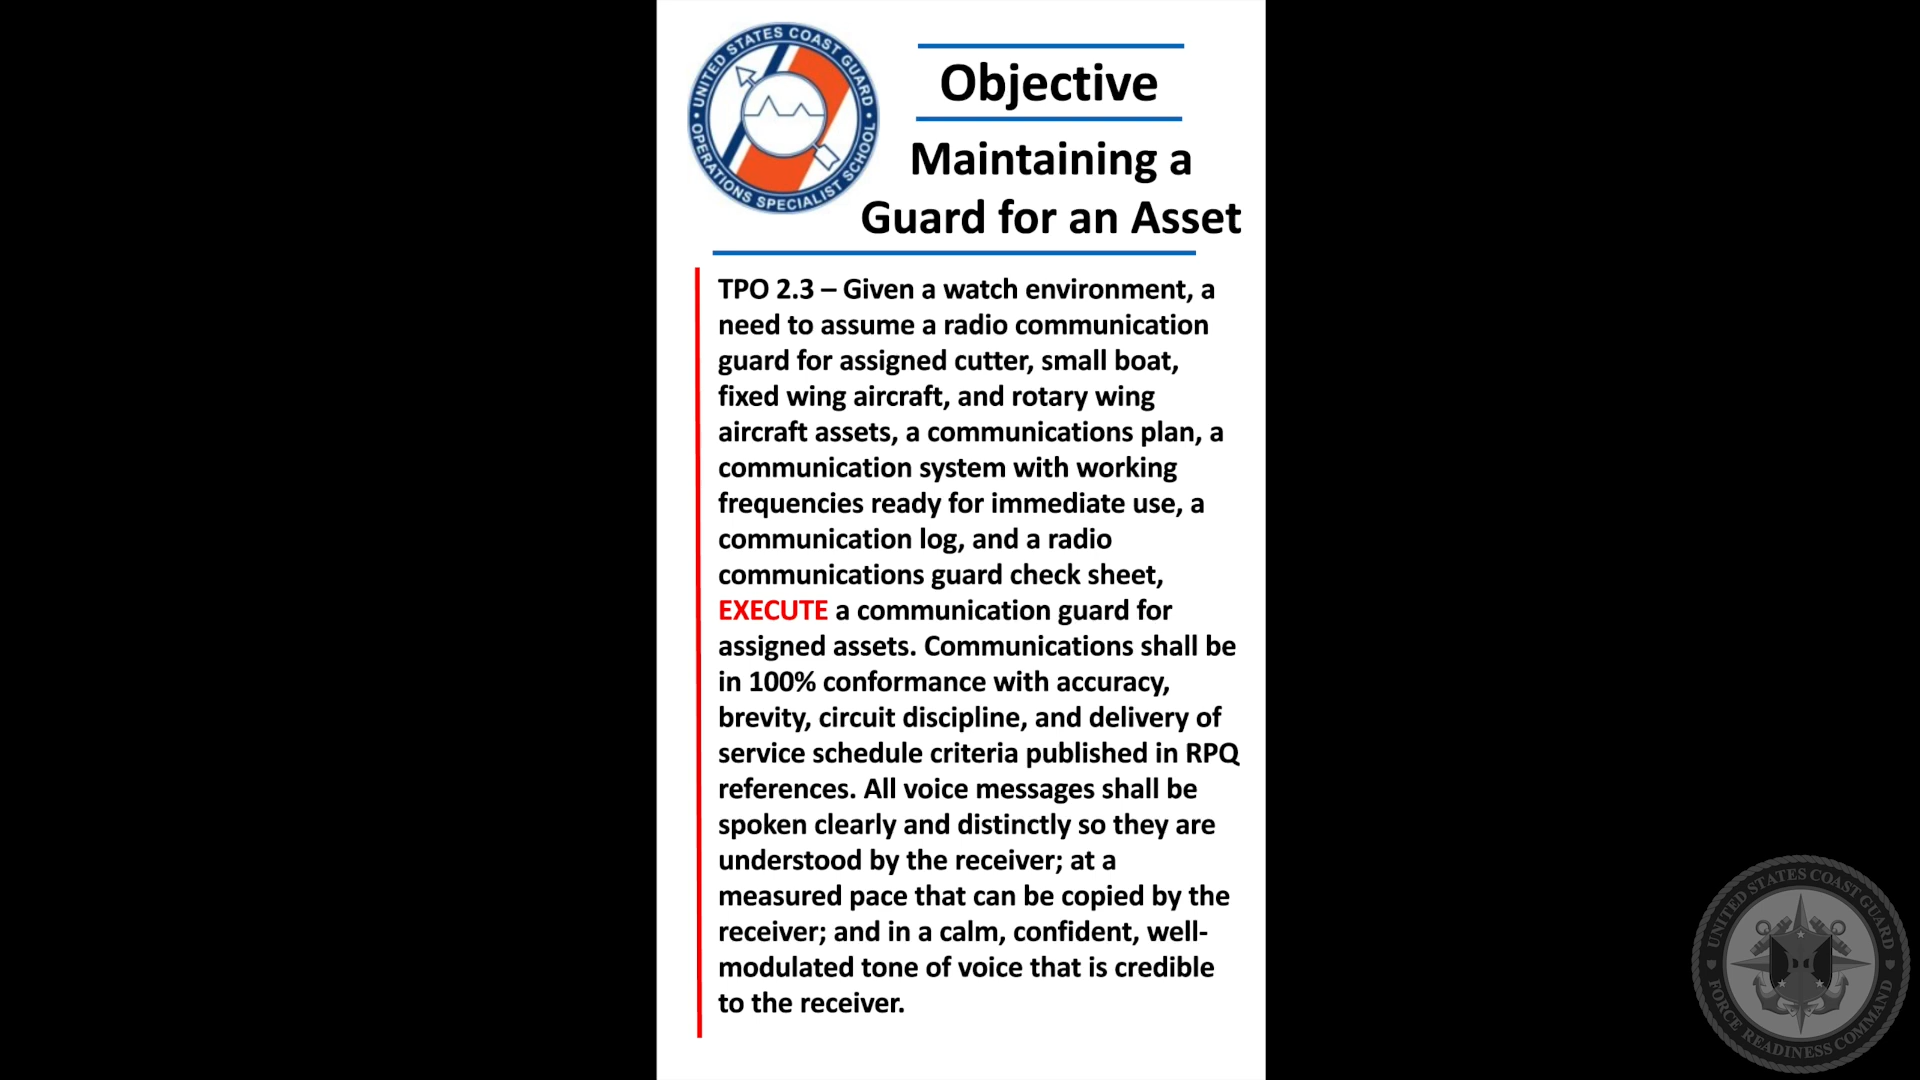 UNITED STATES COAST GUARD
OPERATIONS SPECIALIST SCHOOL
Objective
Maintaining a
Guard for an Asset
TPO 2.3 – Given a watch environment, a
need to assume a radio communication
guard for assigned cutter, small boat,
fixed wing aircraft, and rotary wing
aircraft assets, a communications plan, a
communication system with working
frequencies ready for immediate use, a
communication log, and a radio
communications guard check sheet,
EXECUTE a communication guard for
assigned assets. Communications shall be
in 100% conformance with accuracy,
brevity, circuit discipline, and delivery of
service schedule criteria published in RPQ
references. All voice messages shall be
spoken clearly and distinctly so they are
understood by the receiver; at a
measured pace that can be copied by the
receiver; and in a calm, confident, well-
modulated tone of voice that is credible
to the receiver.
UNITED STATES COAST GUARD
FORCE READINESS COMMAND